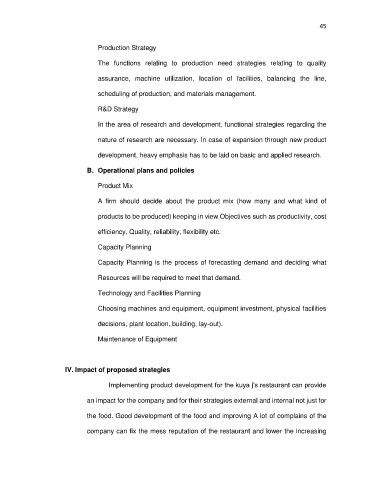 45
Production Strategy
The functions relating to production need strategies relating to quality
assurance, machine utilization, location of facilities, balancing the line,
scheduling of production, and materials management.
R&D Strategy
In the area of research and development, functional strategies regarding the
nature of research are necessary. In case of expansion through new product
development, heavy emphasis has to be laid on basic and applied research.
B. Operational plans and policies
Product Mix
A firm should decide about the product mix (how many and what kind of
products to be produced) keeping in view Objectives such as productivity, cost
efficiency, Quality, reliability, flexibility etc.
Capacity Planning
Capacity Planning is the process of forecasting demand and deciding what
Resources will be required to meet that demand.
Technology and Facilities Planning
Choosing machines and equipment, equipment investment, physical facilities
decisions, plant location, building, lay-out).
Maintenance of Equipment
IV. Impact of proposed strategies
Implementing product development for the kuya j's restaurant can provide
an impact for the company and for their strategies external and internal not just for
the food. Good development of the food and improving A lot of complains of the
company can fix the mess reputation of the restaurant and lower the increasing